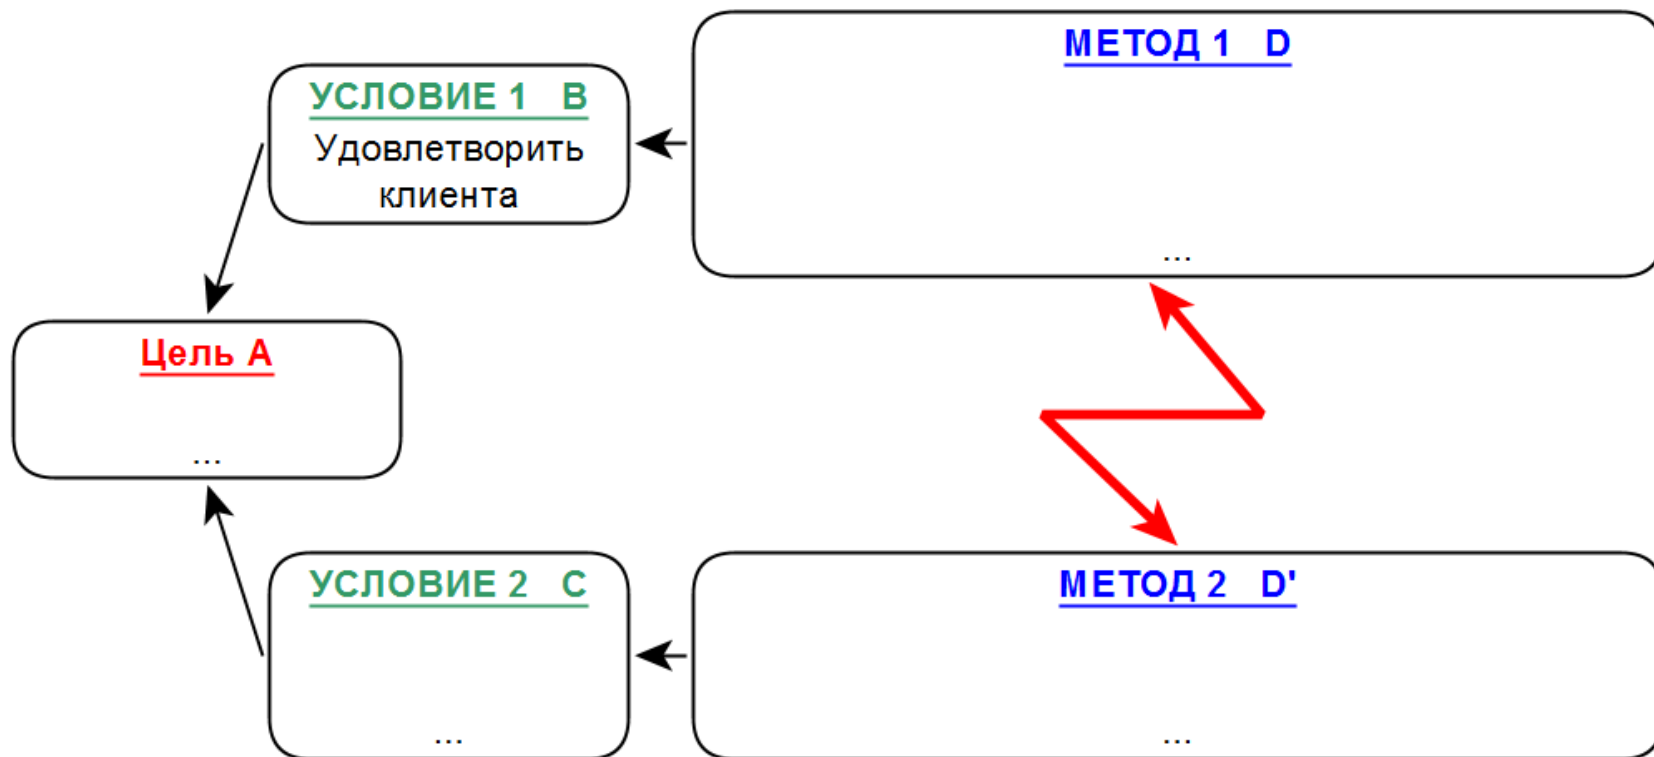 МЕТОД 1 D
...
УСЛОВИЕ 1 B
Удовлетворить
клиента
Цель A
...
УСЛОВИЕ 2 C
...
МЕТОД 2 D'
...